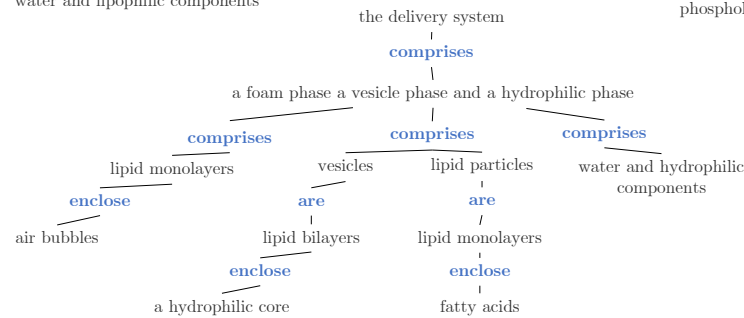 water and lipophilic components
the delivery system
comprises
a foam phase a vesicle phase and a hydrophilic phase
comprises
comprises
comprises
lipid monolayers
vesicles
lipid particles
water and hydrophilic
components
enclose
are
are
air bubbles
lipid bilayers
lipid monolayers
enclose
enclose
a hydrophilic core
fatty acids